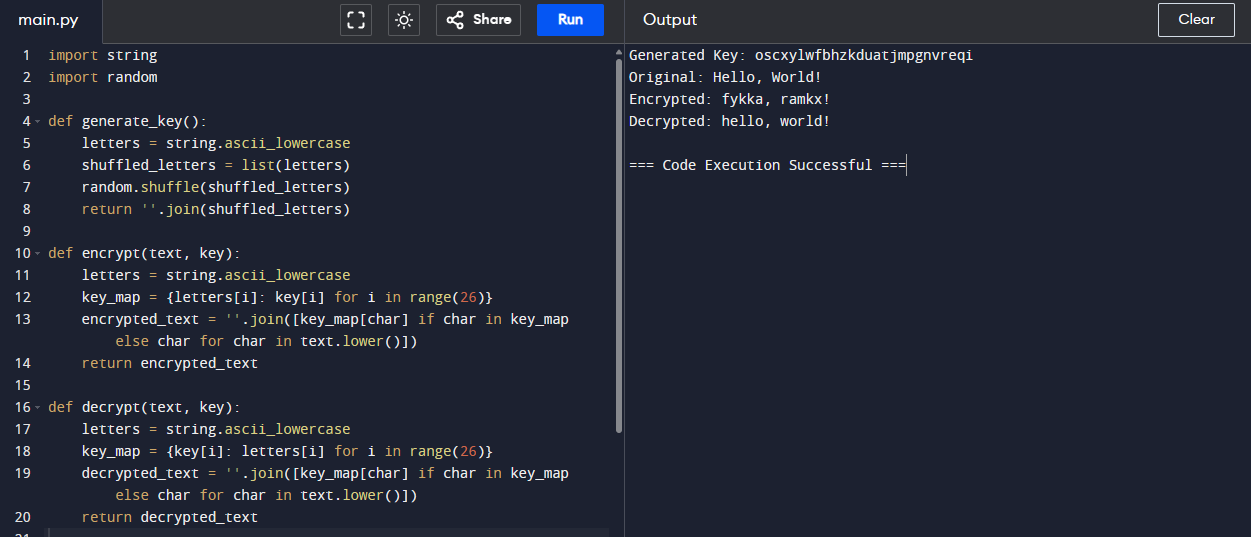 main.py
Share
Run
Output
Clear
1 import string
2 import random
3
4 def generate_key():
5     letters = string.ascii_lowercase
6     shuffled_letters = list(letters)
7     random.shuffle(shuffled_letters)
8     return ''.join(shuffled_letters)
9
10 def encrypt(text, key):
11     letters = string.ascii_lowercase
12     key_map = {letters[i]: key[i] for i in range(26)}
13     encrypted_text = ''.join([key_map[char] if char in key_map
        else char for char in text.lower()])
14     return encrypted_text
15
16 def decrypt(text, key):
17     letters = string.ascii_lowercase
18     key_map = {key[i]: letters[i] for i in range(26)}
19     decrypted_text = ''.join([key_map[char] if char in key_map
        else char for char in text.lower()])
20     return decrypted_text
21
Generated Key: oscxylwfbhzkduatjmpgnvreqi
Original: Hello, World!
Encrypted: fykka, ramkx!
Decrypted: hello, world!
=== Code Execution Successful ===